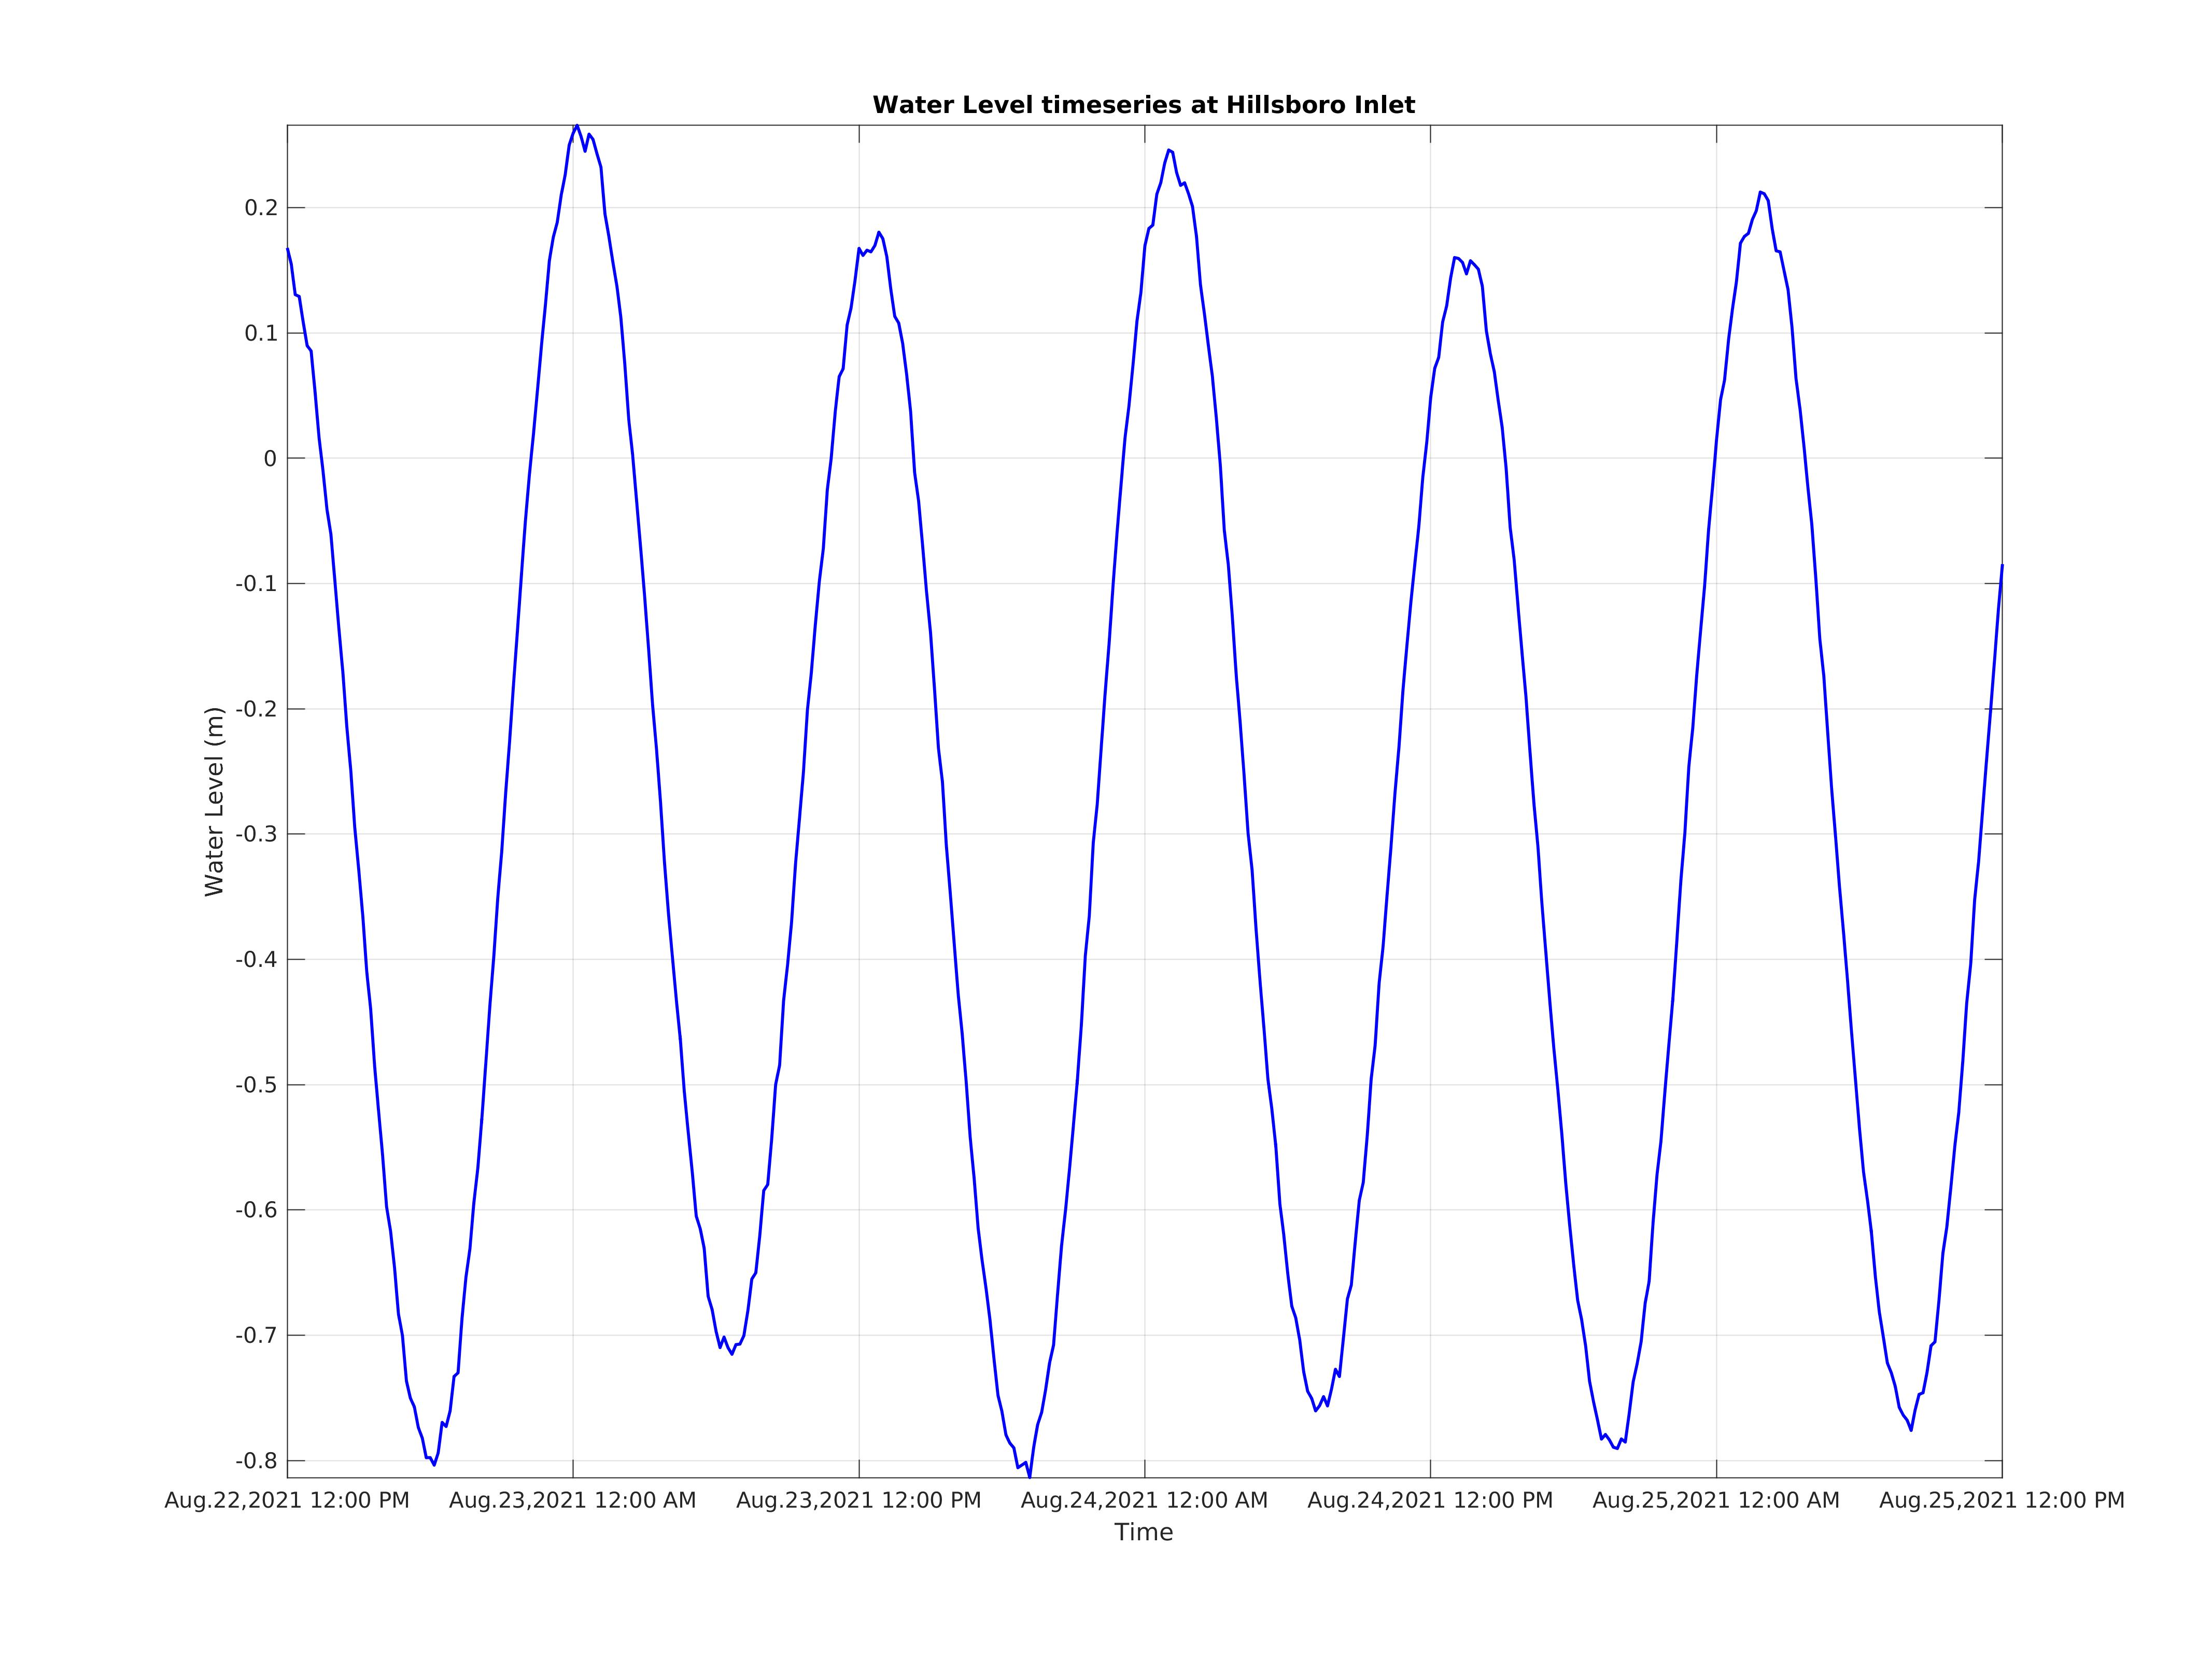 Water Level timeseries at Hillsboro Inlet
0.2
0.1
0
-0.1
-0.2
-0.3
-0.4
-0.5
-0.6
-0.7
-0.8
Water Level (m)
Aug.22,2021 12:00 PM Aug.23,2021 12:00 AM Aug.23,2021 12:00 PM Aug.24,2021 12:00 AM Aug.24,2021 12:00 PM Aug.25,2021 12:00 AM Aug.25,2021 12:00 PM
Time